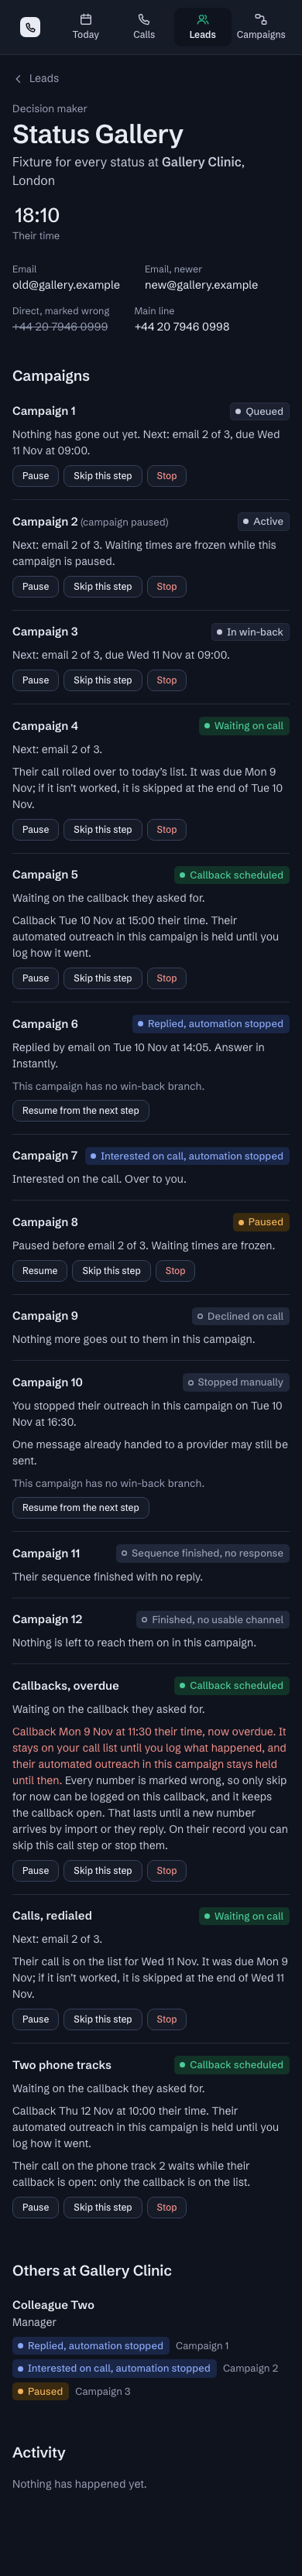 Today
Calls
Leads
Campaigns
Leads
Decision maker
Status Gallery
Fixture for every status at Gallery Clinic,
London
18:10
Their time
Email
Email, newer
old@gallery.example
new@gallery.example
Direct, marked wrong
Main line
+44 20 7946 0999
+44 20 7946 0998
Campaigns
Campaign 1
Queued
Nothing has gone out yet. Next: email 2 of 3, due Wed
11 Nov at 09:00.
Pause
Skip this step
Stop
Campaign 2 (campaign paused)
Active
Next: email 2 of 3. Waiting times are frozen while this
campaign is paused.
Pause
Skip this step
Stop
Campaign 3
In win-back
Next: email 2 of 3, due Wed 11 Nov at 09:00.
Pause
Skip this step
Stop
Campaign 4
Waiting on call
Next: email 2 of 3.
Their call rolled over to today’s list. It was due Mon 9
Nov; if it isn’t worked, it is skipped at the end of Tue 10
Nov.
Pause
Skip this step
Stop
Campaign 5
Callback scheduled
Waiting on the callback they asked for.
Callback Tue 10 Nov at 15:00 their time. Their
automated outreach in this campaign is held until you
log how it went.
Pause
Skip this step
Stop
Campaign 6
Replied, automation stopped
Replied by email on Tue 10 Nov at 14:05. Answer in
Instantly.
This campaign has no win-back branch.
Resume from the next step
Campaign 7
Interested on call, automation stopped
Interested on the call. Over to you.
Campaign 8
Paused
Paused before email 2 of 3. Waiting times are frozen.
Resume
Skip this step
Stop
Campaign 9
Declined on call
Nothing more goes out to them in this campaign.
Campaign 10
Stopped manually
You stopped their outreach in this campaign on Tue 10
Nov at 16:30.
One message already handed to a provider may still be
sent.
This campaign has no win-back branch.
Resume from the next step
Campaign 11
Sequence finished, no response
Their sequence finished with no reply.
Campaign 12
Finished, no usable channel
Nothing is left to reach them on in this campaign.
Callbacks, overdue
Callback scheduled
Waiting on the callback they asked for.
Callback Mon 9 Nov at 11:30 their time, now overdue. It
stays on your call list until you log what happened, and
their automated outreach in this campaign stays held
until then. Every number is marked wrong, so only skip
for now can be logged on this callback, and it keeps
the callback open. That lasts until a new number
arrives by import or they reply. On their record you can
skip this call step or stop them.
Pause
Skip this step
Stop
Calls, redialed
Waiting on call
Next: email 2 of 3.
Their call is on the list for Wed 11 Nov. It was due Mon 9
Nov; if it isn’t worked, it is skipped at the end of Wed 11
Nov.
Pause
Skip this step
Stop
Two phone tracks
Callback scheduled
Waiting on the callback they asked for.
Callback Thu 12 Nov at 10:00 their time. Their
automated outreach in this campaign is held until you
log how it went.
Their call on the phone track 2 waits while their
callback is open: only the callback is on the list.
Pause
Skip this step
Stop
Others at Gallery Clinic
Colleague Two
Manager
Replied, automation stopped
Campaign 1
Interested on call, automation stopped
Campaign 2
Paused
Campaign 3
Activity
Nothing has happened yet.